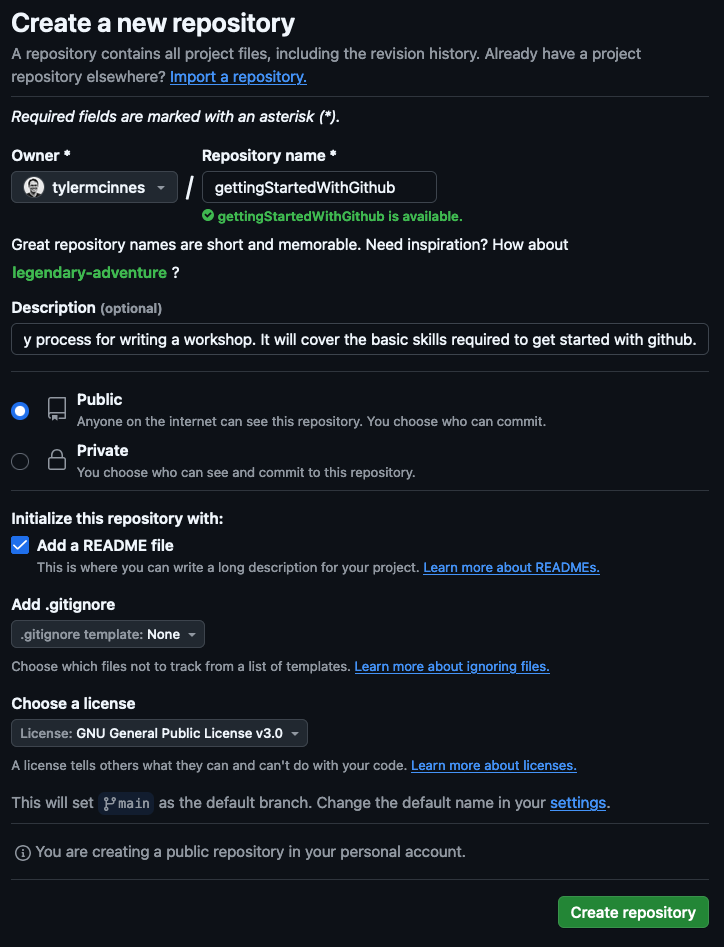 Create a new repository
A repository contains all project files, including the revision history. Already have a project
repository elsewhere? Import a repository.
Required fields are marked with an asterisk (*).
Owner *
Repository name *
tylermcinnes
/
gettingStartedWithGithub
gettingStartedWithGithub is available.
Great repository names are short and memorable. Need inspiration? How about
legendary-adventure ?
Description (optional)
y process for writing a workshop. It will cover the basic skills required to get started with github.
Public
Anyone on the internet can see this repository. You choose who can commit.
Private
You choose who can see and commit to this repository.
Initialize this repository with:
Add a README file
This is where you can write a long description for your project. Learn more about READMEs.
Add .gitignore
.gitignore template: None
Choose which files not to track from a list of templates. Learn more about ignoring files.
Choose a license
License: GNU General Public License v3.0
A license tells others what they can and can't do with your code. Learn more about licenses.
This will set main as the default branch. Change the default name in your settings.
You are creating a public repository in your personal account.
Create repository